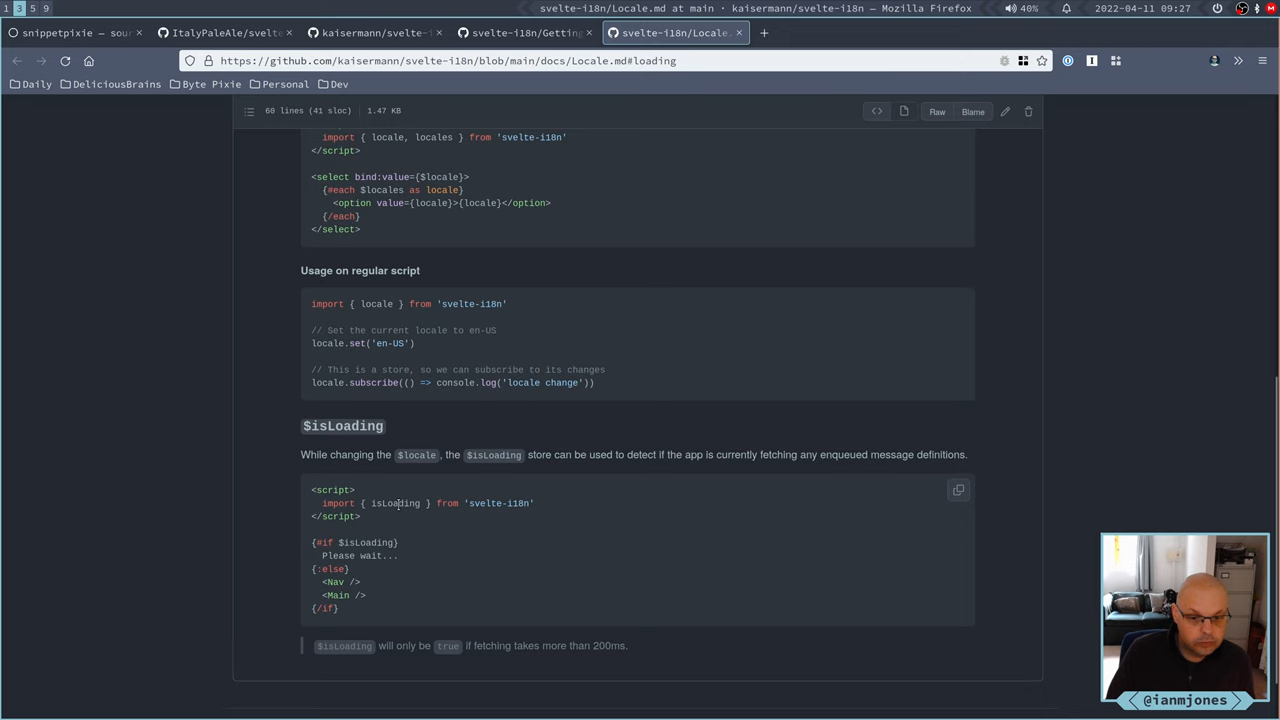 1 3 5 9
svelte-i18n/Locale.md at main · kaisermann/svelte-i18n — Mozilla Firefox
40%
2022-04-11 09:27
snippetpixie — sour
ItalyPaleAle/svelte
kaisermann/svelte-i
svelte-i18n/Getting
svelte-i18n/Locale.
https://github.com/kaisermann/svelte-i18n/blob/main/docs/Locale.md#loading
Daily
DeliciousBrains
Byte Pixie
Personal
Dev
60 lines (41 sloc) 1.47 KB
Raw
Blame
import { locale, locales } from 'svelte-i18n'
</script>
<select bind:value={$locale}>
{#each $locales as locale}
<option value={locale}>{locale}</option>
{/each}
</select>
Usage on regular script
import { locale } from 'svelte-i18n'
// Set the current locale to en-US
locale.set('en-US')
// This is a store, so we can subscribe to its changes
locale.subscribe(() => console.log('locale change'))
$isLoading
While changing the $locale, the $isLoading store can be used to detect if the app is currently fetching any enqueued message definitions.
<script>
import { isLoading } from 'svelte-i18n'
</script>
{#if $isLoading}
Please wait...
{:else}
<Nav />
<Main />
{/if}
$isLoading will only be true if fetching takes more than 200ms.
@ianmjones